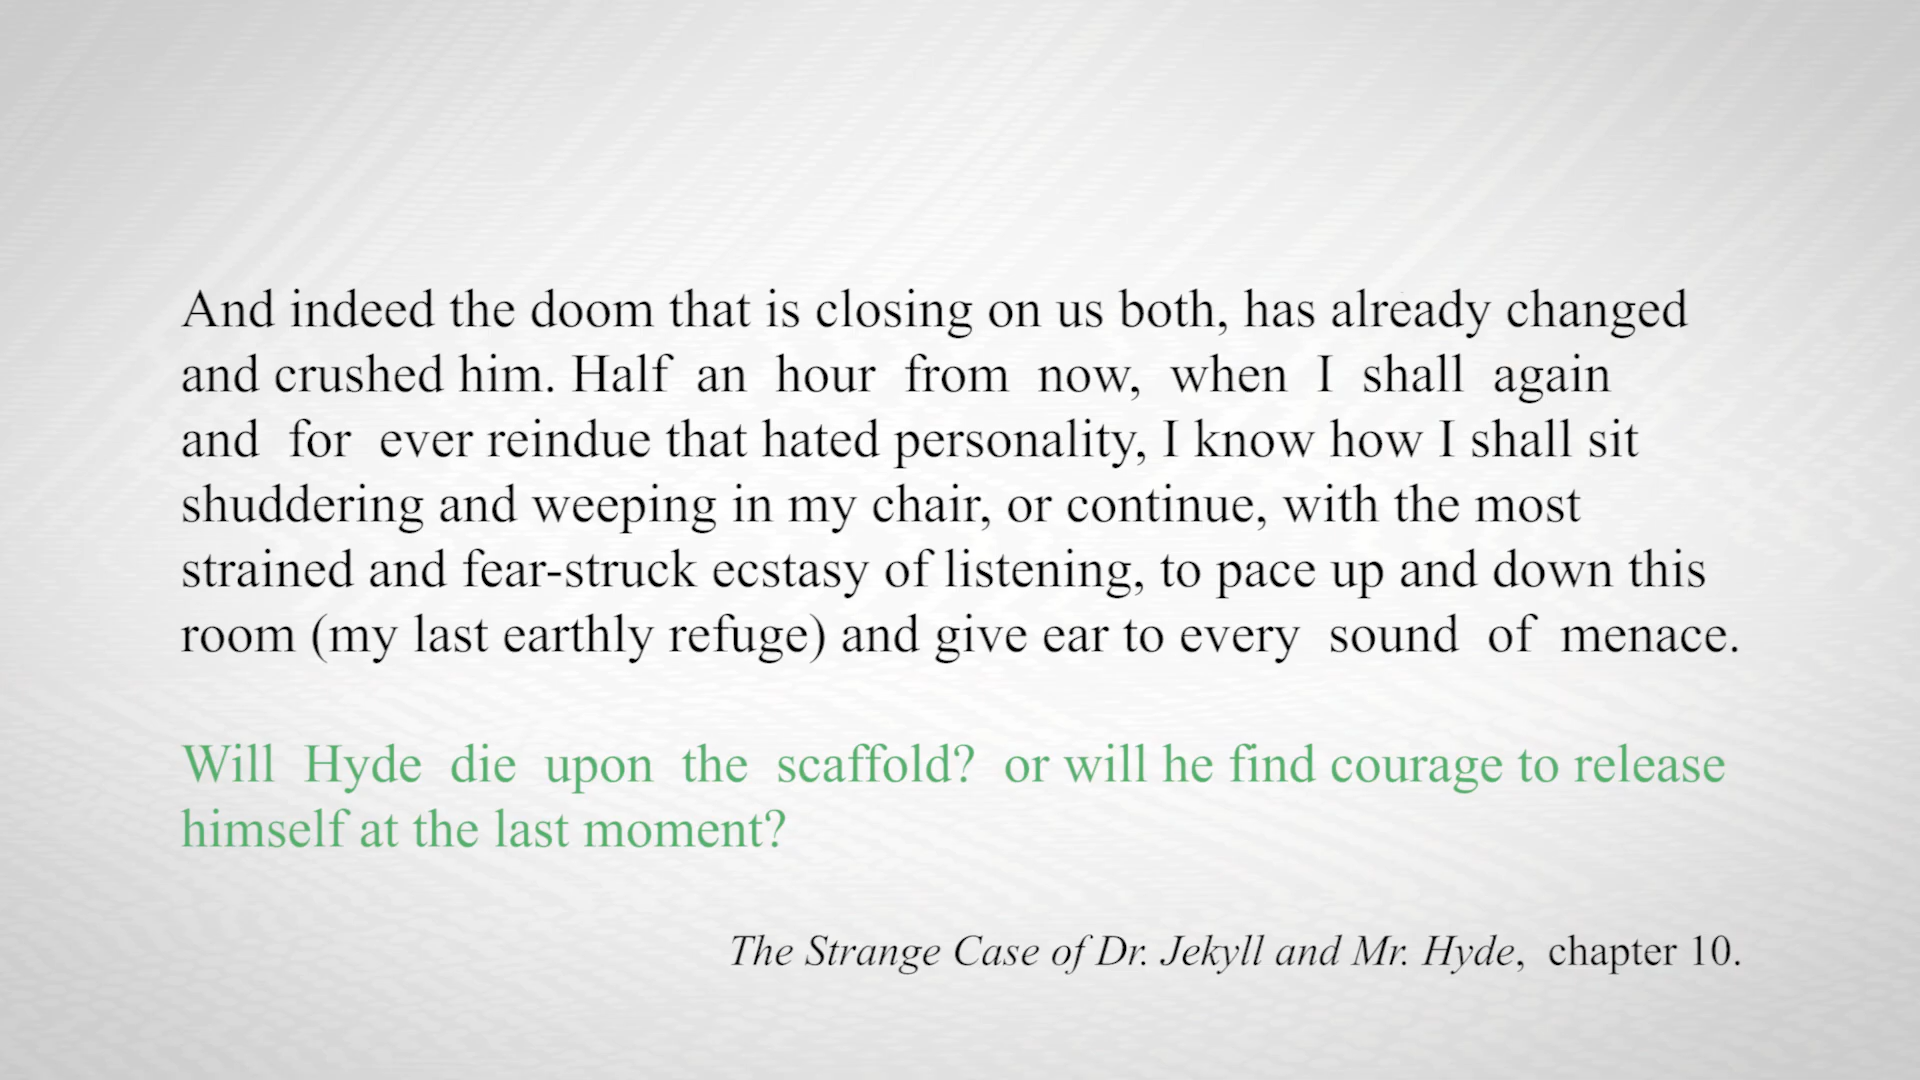 And indeed the doom that is closing on us both, has already changed
and crushed him. Half an hour from now, when I shall again
and for ever reindue that hated personality, I know how I shall sit
shuddering and weeping in my chair, or continue, with the most
strained and fear-struck ecstasy of listening, to pace up and down this
room (my last earthly refuge) and give ear to every sound of menace.
Will Hyde die upon the scaffold? or will he find courage to release
himself at the last moment?
The Strange Case of Dr. Jekyll and Mr. Hyde, chapter 10.